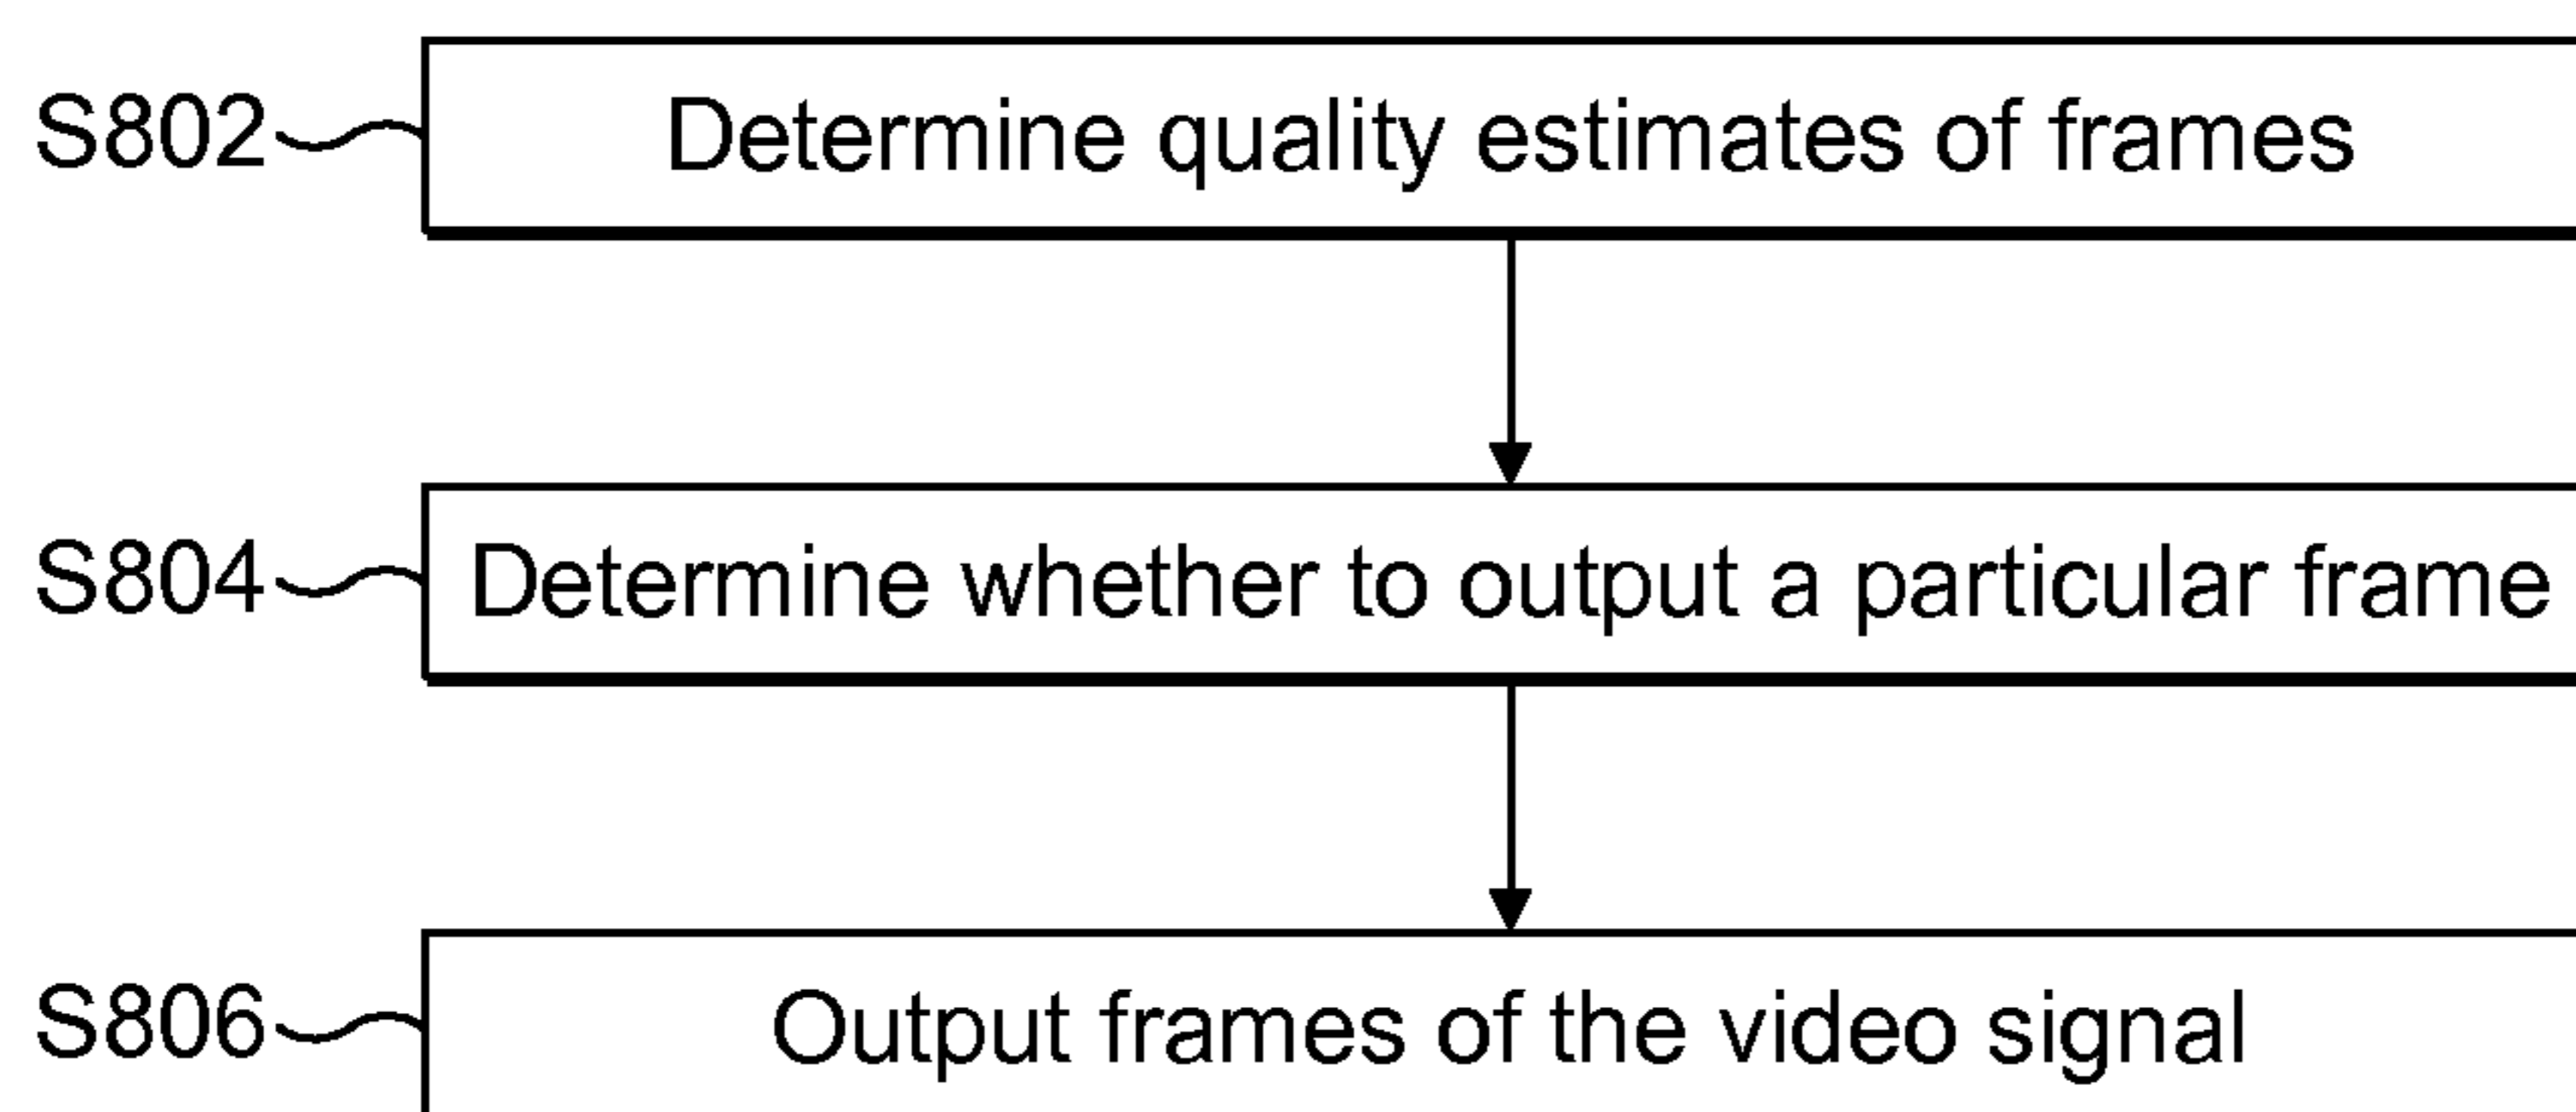 S802 Determine quality estimates of frames
S804 Determine whether to output a particular frame
S806 Output frames of the video signal